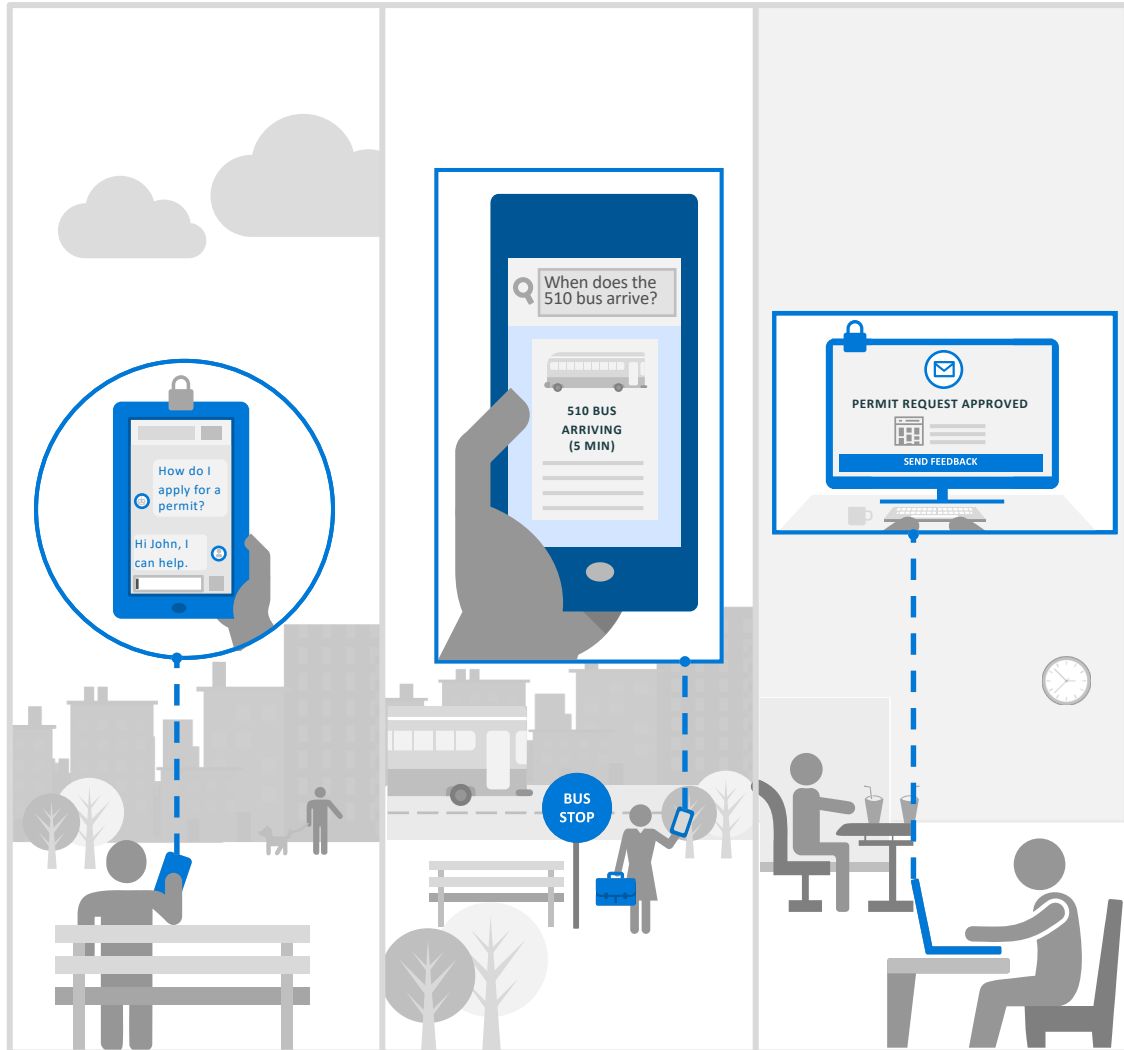 How do I
apply for a
permit?
Hi John, I
can help.
When does the
510 bus arrive?
510 BUS
ARRIVING
(5 MIN)
BUS
STOP
PERMIT REQUEST APPROVED
SEND FEEDBACK